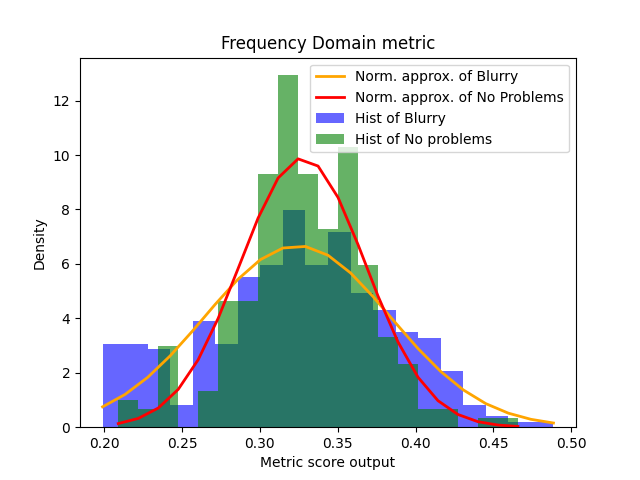 Frequency Domain metric
Norm. approx. of Blurry
Norm. approx. of No Problems
Hist of Blurry
Hist of No problems
12
10
8
6
4
2
0
Density
0.20 0.25 0.30 0.35 0.40 0.45 0.50
Metric score output